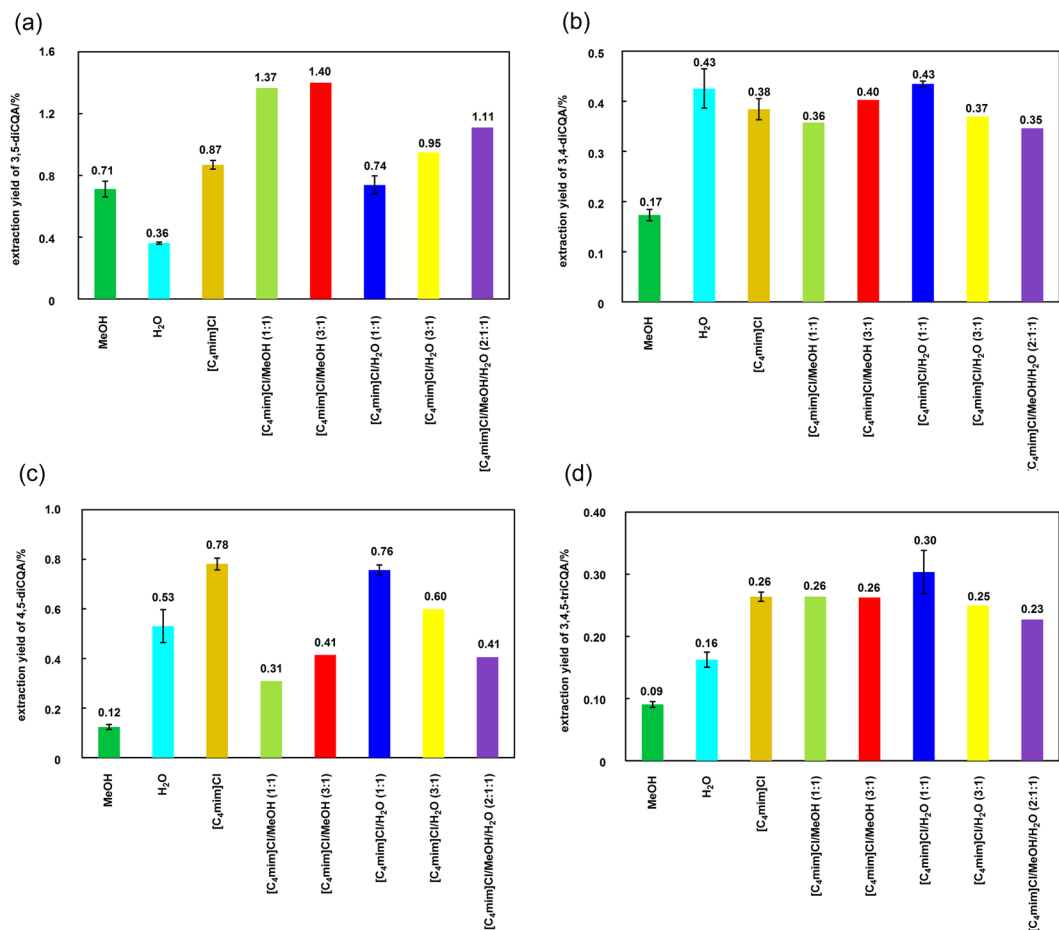 (a)
extraction yield of 3,5-diCQA/%
1.6
1.2
0.8
0.4
0
0.71
0.36
0.87
1.37
1.40
0.74
0.95
1.11
MeOH
H₂O
[C₄mim]Cl
[C₄mim]Cl/MeOH (1:1)
[C₄mim]Cl/MeOH (3:1)
[C₄mim]Cl/H₂O (1:1)
[C₄mim]Cl/H₂O (3:1)
[C₄mim]Cl/MeOH/H₂O (2:1:1)
(b)
extraction yield of 3,4-diCQA/%
0.5
0.4
0.3
0.2
0.1
0
0.17
0.43
0.38
0.36
0.40
0.43
0.37
0.35
MeOH
H₂O
[C₄mim]Cl
[C₄mim]Cl/MeOH (1:1)
[C₄mim]Cl/MeOH (3:1)
[C₄mim]Cl/H₂O (1:1)
[C₄mim]Cl/H₂O (3:1)
[C₄mim]Cl/MeOH/H₂O (2:1:1)
(c)
extraction yield of 4,5-diCQA/%
1.0
0.8
0.6
0.4
0.2
0
0.12
0.53
0.78
0.31
0.41
0.76
0.60
0.41
MeOH
H₂O
[C₄mim]Cl
[C₄mim]Cl/MeOH (1:1)
[C₄mim]Cl/MeOH (3:1)
[C₄mim]Cl/H₂O (1:1)
[C₄mim]Cl/H₂O (3:1)
[C₄mim]Cl/MeOH/H₂O (2:1:1)
(d)
extraction yield of 3,4,5-triCQA/%
0.40
0.30
0.20
0.10
0.00
0.09
0.16
0.26
0.26
0.26
0.30
0.25
0.23
MeOH
H₂O
[C₄mim]Cl
[C₄mim]Cl/MeOH (1:1)
[C₄mim]Cl/MeOH (3:1)
[C₄mim]Cl/H₂O (1:1)
[C₄mim]Cl/H₂O (3:1)
[C₄mim]Cl/MeOH/H₂O (2:1:1)